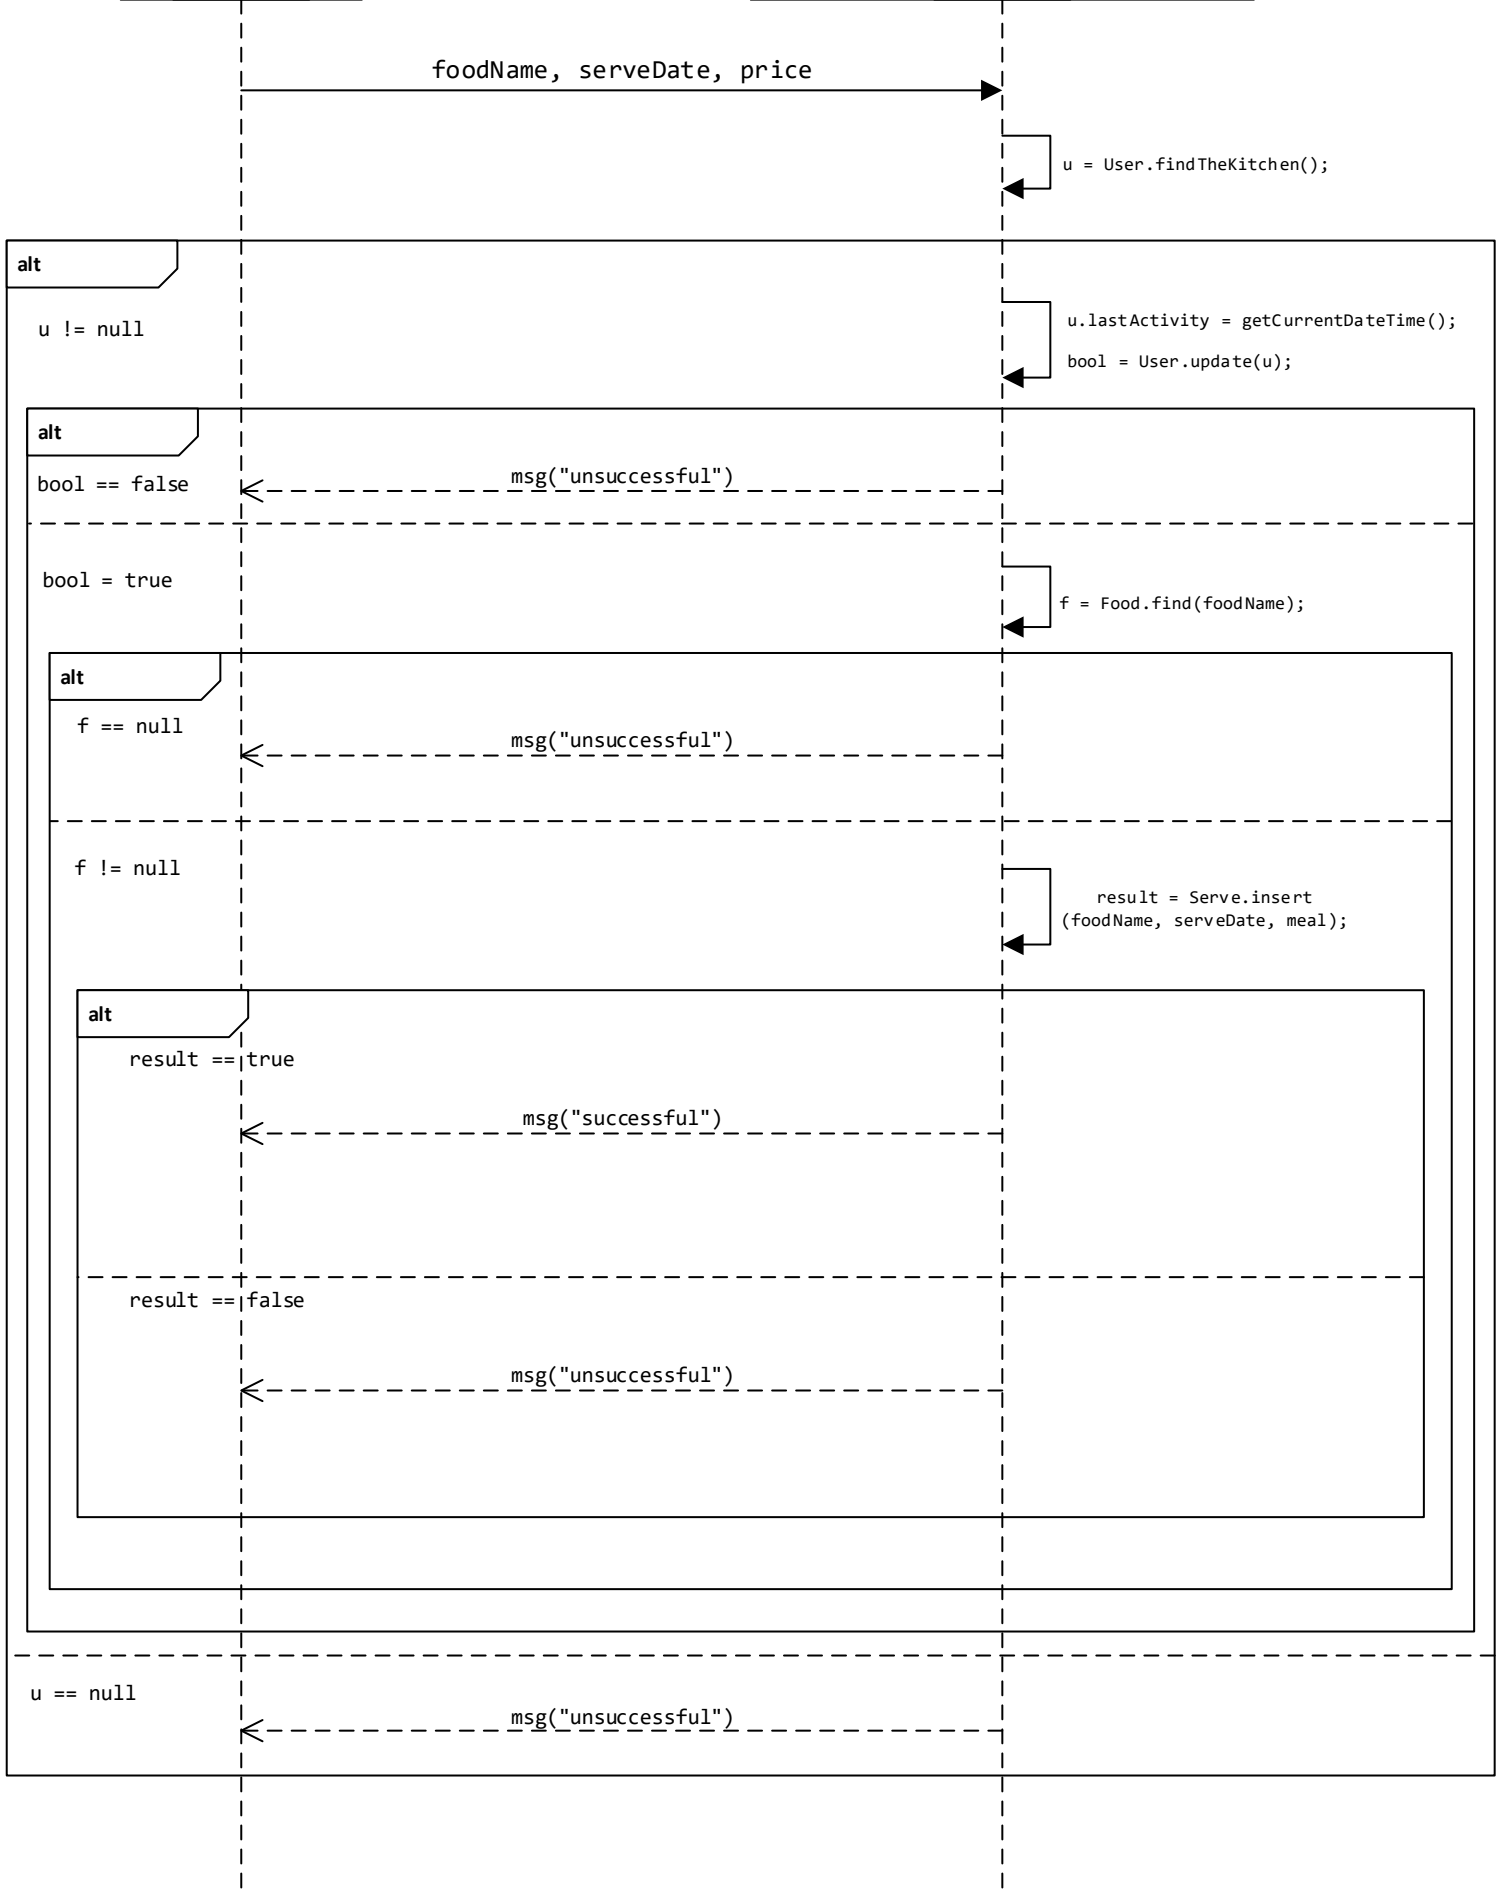 foodName, serveDate, price
u = User.findTheKitchen();
alt
u != null
u.lastActivity = getCurrentDateTime();
bool = User.update(u);
alt
bool == false
msg("unsuccessful")
bool = true
f = Food.find(foodName);
alt
f == null
msg("unsuccessful")
f != null
result = Serve.insert
(foodName, serveDate, meal);
alt
result == true
msg("successful")
result == false
msg("unsuccessful")
u == null
msg("unsuccessful")